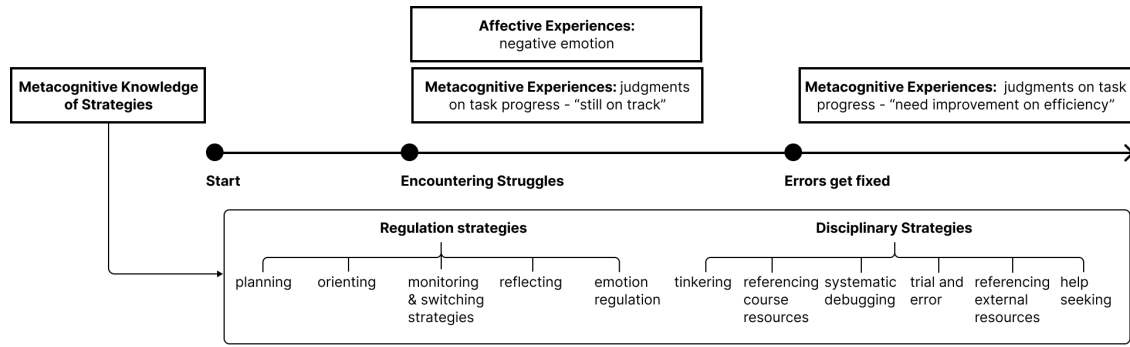 Affective Experiences:
negative emotion
Metacognitive Knowledge
of Strategies
Metacognitive Experiences: judgments
on task progress - “still on track”
Metacognitive Experiences: judgments on task
progress - “need improvement on efficiency”
Start
Encountering Struggles
Errors get fixed
Regulation strategies
planning
orienting
monitoring
& switching
strategies
reflecting
emotion
regulation
Disciplinary Strategies
tinkering
referencing
course
resources
systematic
debugging
trial and
error
referencing
external
resources
help
seeking